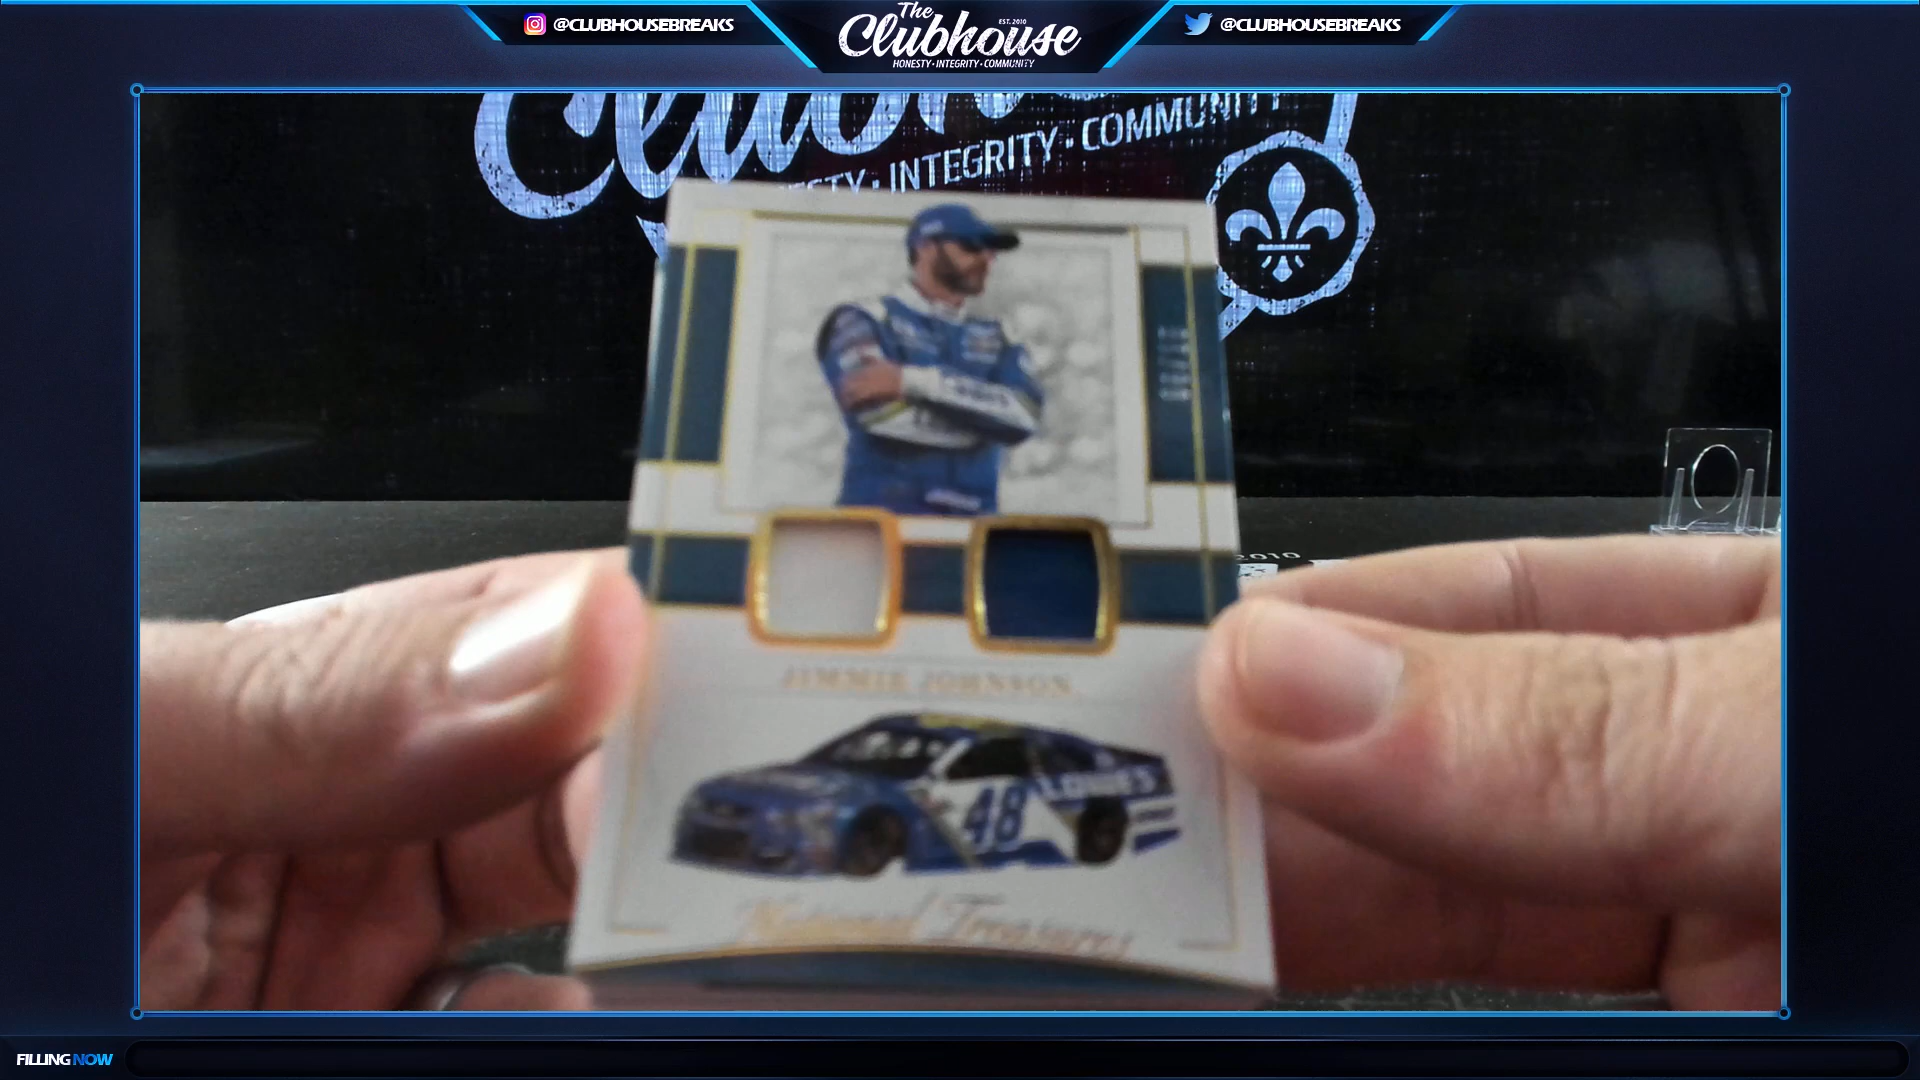 @CLUBHOUSEBREAKS
The
EST. 2010
Clubhouse
HONESTY • INTEGRITY • COMMUNITY
@CLUBHOUSEBREAKS
INTEGRITY • COMMUNITY
2010
JIMMIE JOHNSON
48
LOWE'S
National Treasures
FILLING NOW